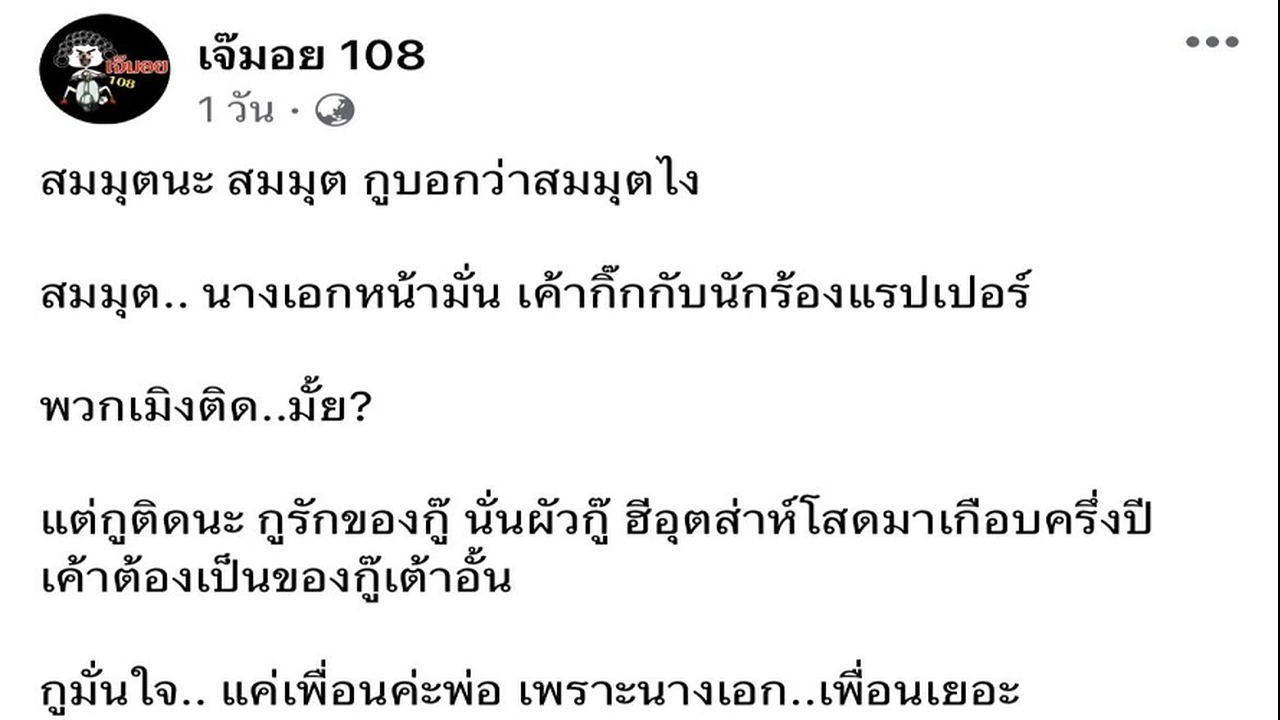 เจ๊มอย
108
เจ๊มอย 108
1 วัน ·
สมมุตนะ สมมุต กูบอกว่าสมมุตไง
สมมุต.. นางเอกหน้ามั่น เค้ากิ๊กกับนักร้องแรปเปอร์
พวกเมิงติด..มั้ย?
แต่กูติดนะ กูรักของกู๊ นั่นผัวกู๊ ฮีอุตส่าห์โสดมาเกือบครึ่งปี
เค้าต้องเป็นของกู๊เต้าอั้น
กูมั่นใจ.. แค่เพื่อนค่ะพ่อ เพราะนางเอก..เพื่อนเยอะ